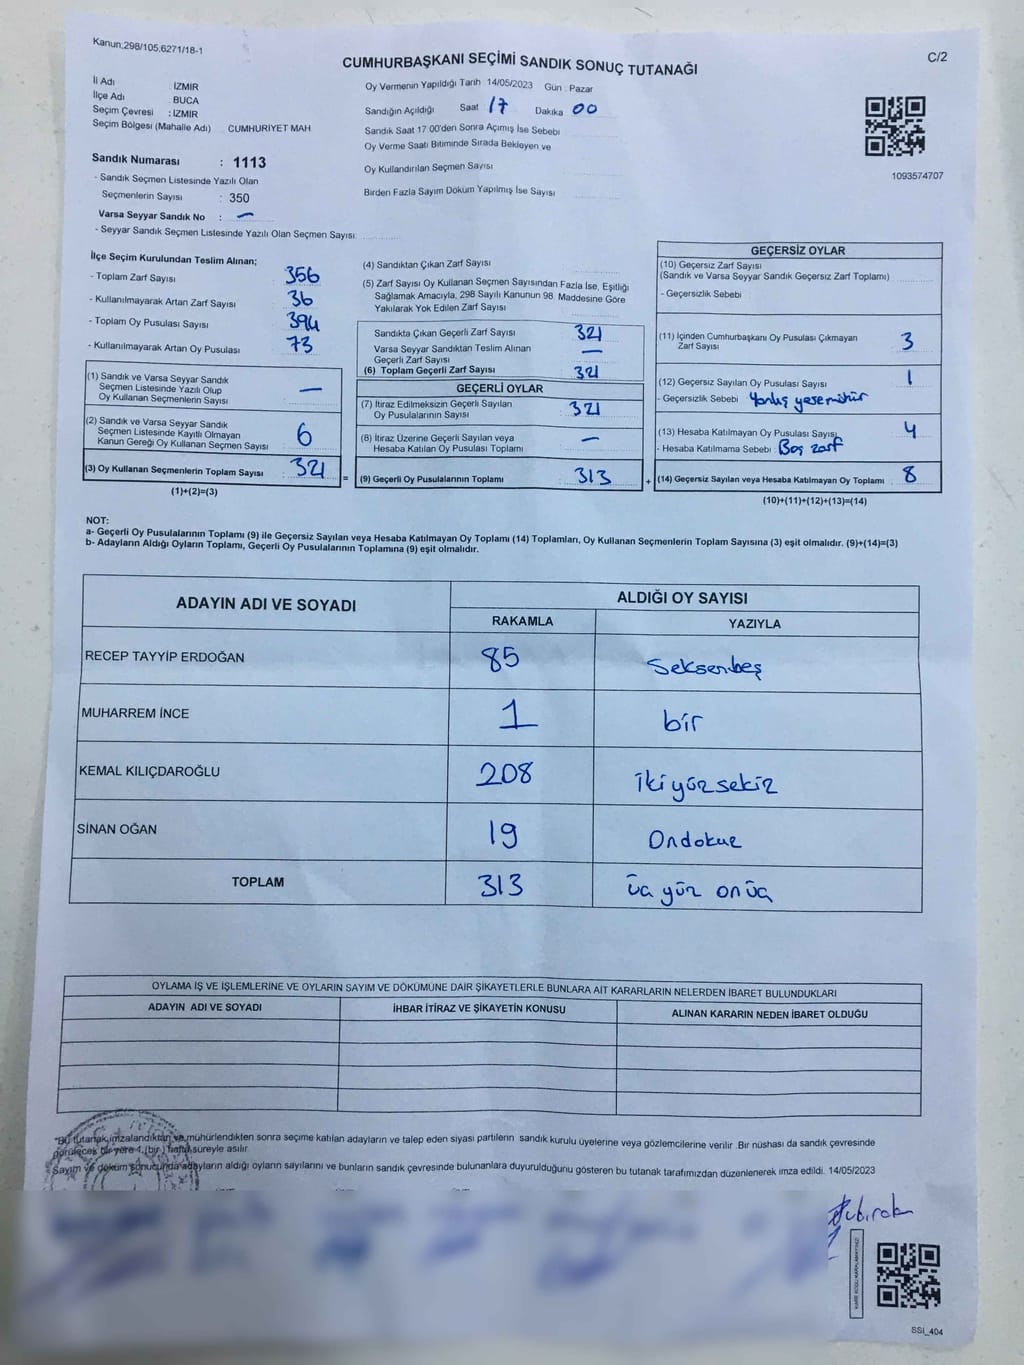 Kanun,298/105,6271/18-1
C/2
CUMHURBAŞKANI SEÇİMİ SANDIK SONUÇ TUTANAĞI
İl Adı : İZMİR
İlçe Adı : BUCA
Seçim Çevresi : İZMİR
Seçim Bölgesi (Mahalle Adı) CUMHURİYET MAH
Sandık Numarası : 1113
- Sandık Seçmen Listesinde Yazılı Olan
Seçmenlerin Sayısı : 350
Varsa Seyyar Sandık No : -
- Seyyar Sandık Seçmen Listesinde Yazılı Olan Seçmen Sayısı:
Oy Vermenin Yapıldığı Tarih 14/05/2023 Gün : Pazar
Sandığın Açıldığı Saat 17 Dakika 00
Sandık Saat 17 00'den Sonra Açımış İse Sebebi
Oy Verme Saati Bitiminde Sırada Bekleyen ve
Oy Kullandırılan Seçmen Sayısı
Birden Fazla Sayım Döküm Yapılmış İse Sayısı
1093574707
İlçe Seçim Kurulundan Teslim Alınan;
- Toplam Zarf Sayısı 356
- Kullanılmayarak Artan Zarf Sayısı 36
- Toplam Oy Pusulası Sayısı 394
- Kullanılmayarak Artan Oy Pusulası 73
(1) Sandık ve Varsa Seyyar Sandık
Seçmen Listesinde Yazılı Olup
Oy Kullanan Seçmenlerin Sayısı -
(2) Sandık ve Varsa Seyyar Sandık
Seçmen Listesinde Kayıtlı Olmayan
Kanun Gereği Oy Kullanan Seçmen Sayısı 6
(3) Oy Kullanan Seçmenlerin Toplam Sayısı : 321 =
(1)+(2)=(3)
(4) Sandıktan Çıkan Zarf Sayısı
(5) Zarf Sayısı Oy Kullanan Seçmen Sayısından Fazla İse, Eşitliği
Sağlamak Amacıyla, 298 Sayılı Kanunun 98. Maddesine Göre
Yakılarak Yok Edilen Zarf Sayısı
Sandıkta Çıkan Geçerli Zarf Sayısı 321
Varsa Seyyar Sandıktan Teslim Alınan
Geçerli Zarf Sayısı -
(6) Toplam Geçerli Zarf Sayısı 321
GEÇERLİ OYLAR
(7) İtiraz Edilmeksizin Geçerli Sayılan
Oy Pusulalarının Sayısı 321
(8) İtiraz Üzerine Geçerli Sayılan veya
Hesaba Katılan Oy Pusulası Toplamı -
(9) Geçerli Oy Pusulalarının Toplamı : 313 +
GEÇERSİZ OYLAR
(10) Geçersiz Zarf Sayısı
(Sandık ve Varsa Seyyar Sandık Geçersiz Zarf Toplamı)
- Geçersizlik Sebebi
(11) İçinden Cumhurbaşkanı Oy Pusulası Çıkmayan
Zarf Sayısı 3
(12) Geçersiz Sayılan Oy Pusulası Sayısı 1
- Geçersizlik Sebebi Yanlış
(13) Hesaba Katılmayan Oy Pusulası Sayısı 4
- Hesaba Katılmama Sebebi Boş zarf
(14) Geçersiz Sayılan veya Hesaba Katılmayan Oy Toplamı : 8
(10)+(11)+(12)+(13)=(14)
NOT:
a- Geçerli Oy Pusulalarının Toplamı (9) ile Geçersiz Sayılan veya Hesaba Katılmayan Oy Toplamı (14) Toplamları, Oy Kullanan Seçmenlerin Toplam Sayısına (3) eşit olmalıdır. (9)+(14)=(3)
b- Adayların Aldığı Oyların Toplamı, Geçerli Oy Pusulalarının Toplamına (9) eşit olmalıdır.
ADAYIN ADI VE SOYADI
ALDIĞI OY SAYISI
RAKAMLA YAZIYLA
RECEP TAYYİP ERDOĞAN 85 Seksenbeş
MUHARREM İNCE 1 bir
KEMAL KILIÇDAROĞLU 208 İkiyüzsekiz
SİNAN OĞAN 19 Ondokuz
TOPLAM 313 üç yüz onüç
OYLAMA İŞ VE İŞLEMLERİNE VE OYLARIN SAYIM VE DÖKÜMÜNE DAİR ŞİKAYETLERLE BUNLARA AİT KARARLARIN NELERDEN İBARET BULUNDUKLARI
ADAYIN ADI VE SOYADI İHBAR İTİRAZ VE ŞİKAYETİN KONUSU ALINAN KARARIN NEDEN İBARET OLDUĞU
*Bu tutanak,imzalandıktan ve mühürlendikten sonra seçime katılan adayların ve talep eden siyasi partilerin sandık kurulu üyelerine veya gözlemcilerine verilir .Bir nüshası da sandık çevresinde
görülecek bir yere 1 (bir) hafta süreyle asılır.
Sayım ve döküm sonucunda adayların aldığı oyların sayılarını ve bunların sandık çevresinde bulunanlara duyurulduğunu gösteren bu tutanak tarafımızdan düzenlenerek imza edildi. 14/05/2023
SSİ_404